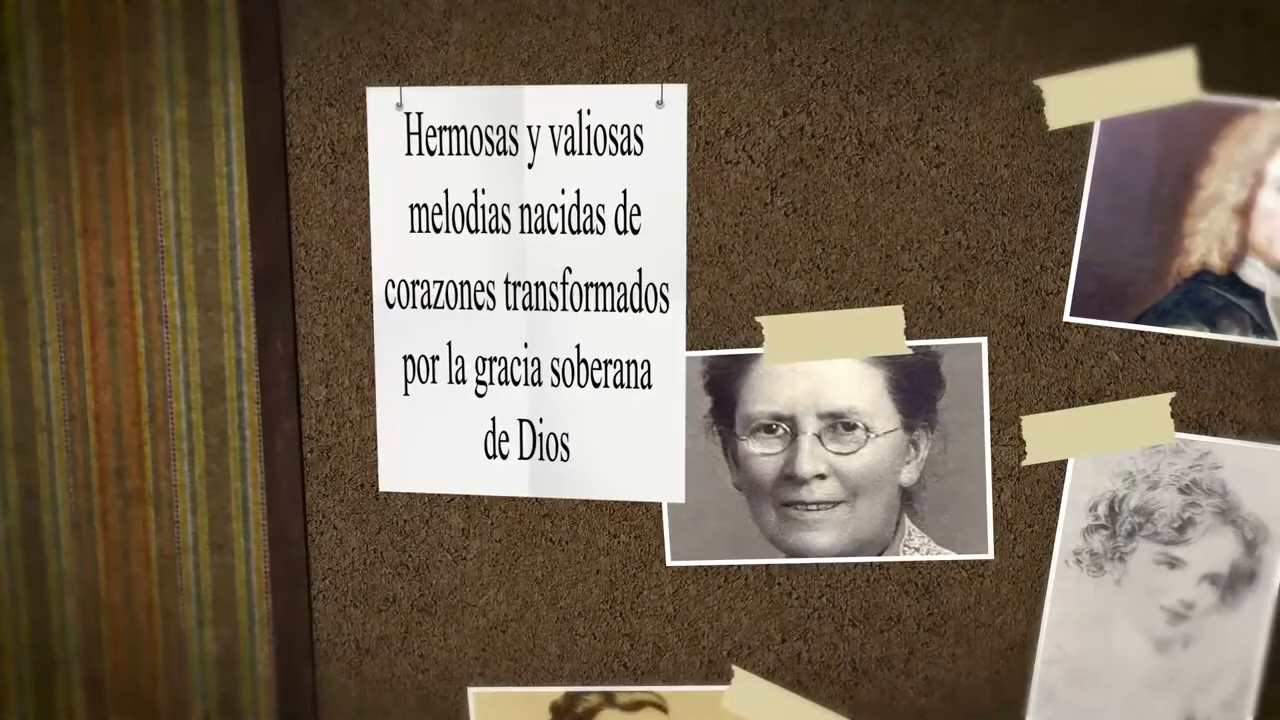 Hermosas y valiosas
melodias nacidas de
corazones transformados
por la gracia soberana
de Dios